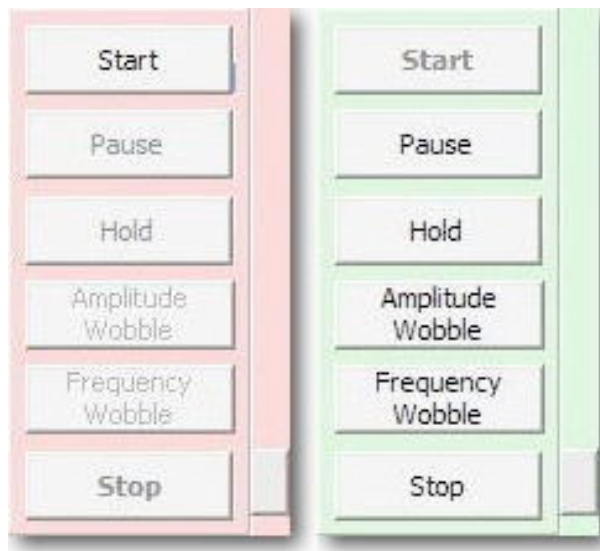 Start
Pause
Hold
Amplitude
Wobble
Frequency
Wobble
Stop
Start
Pause
Hold
Amplitude
Wobble
Frequency
Wobble
Stop